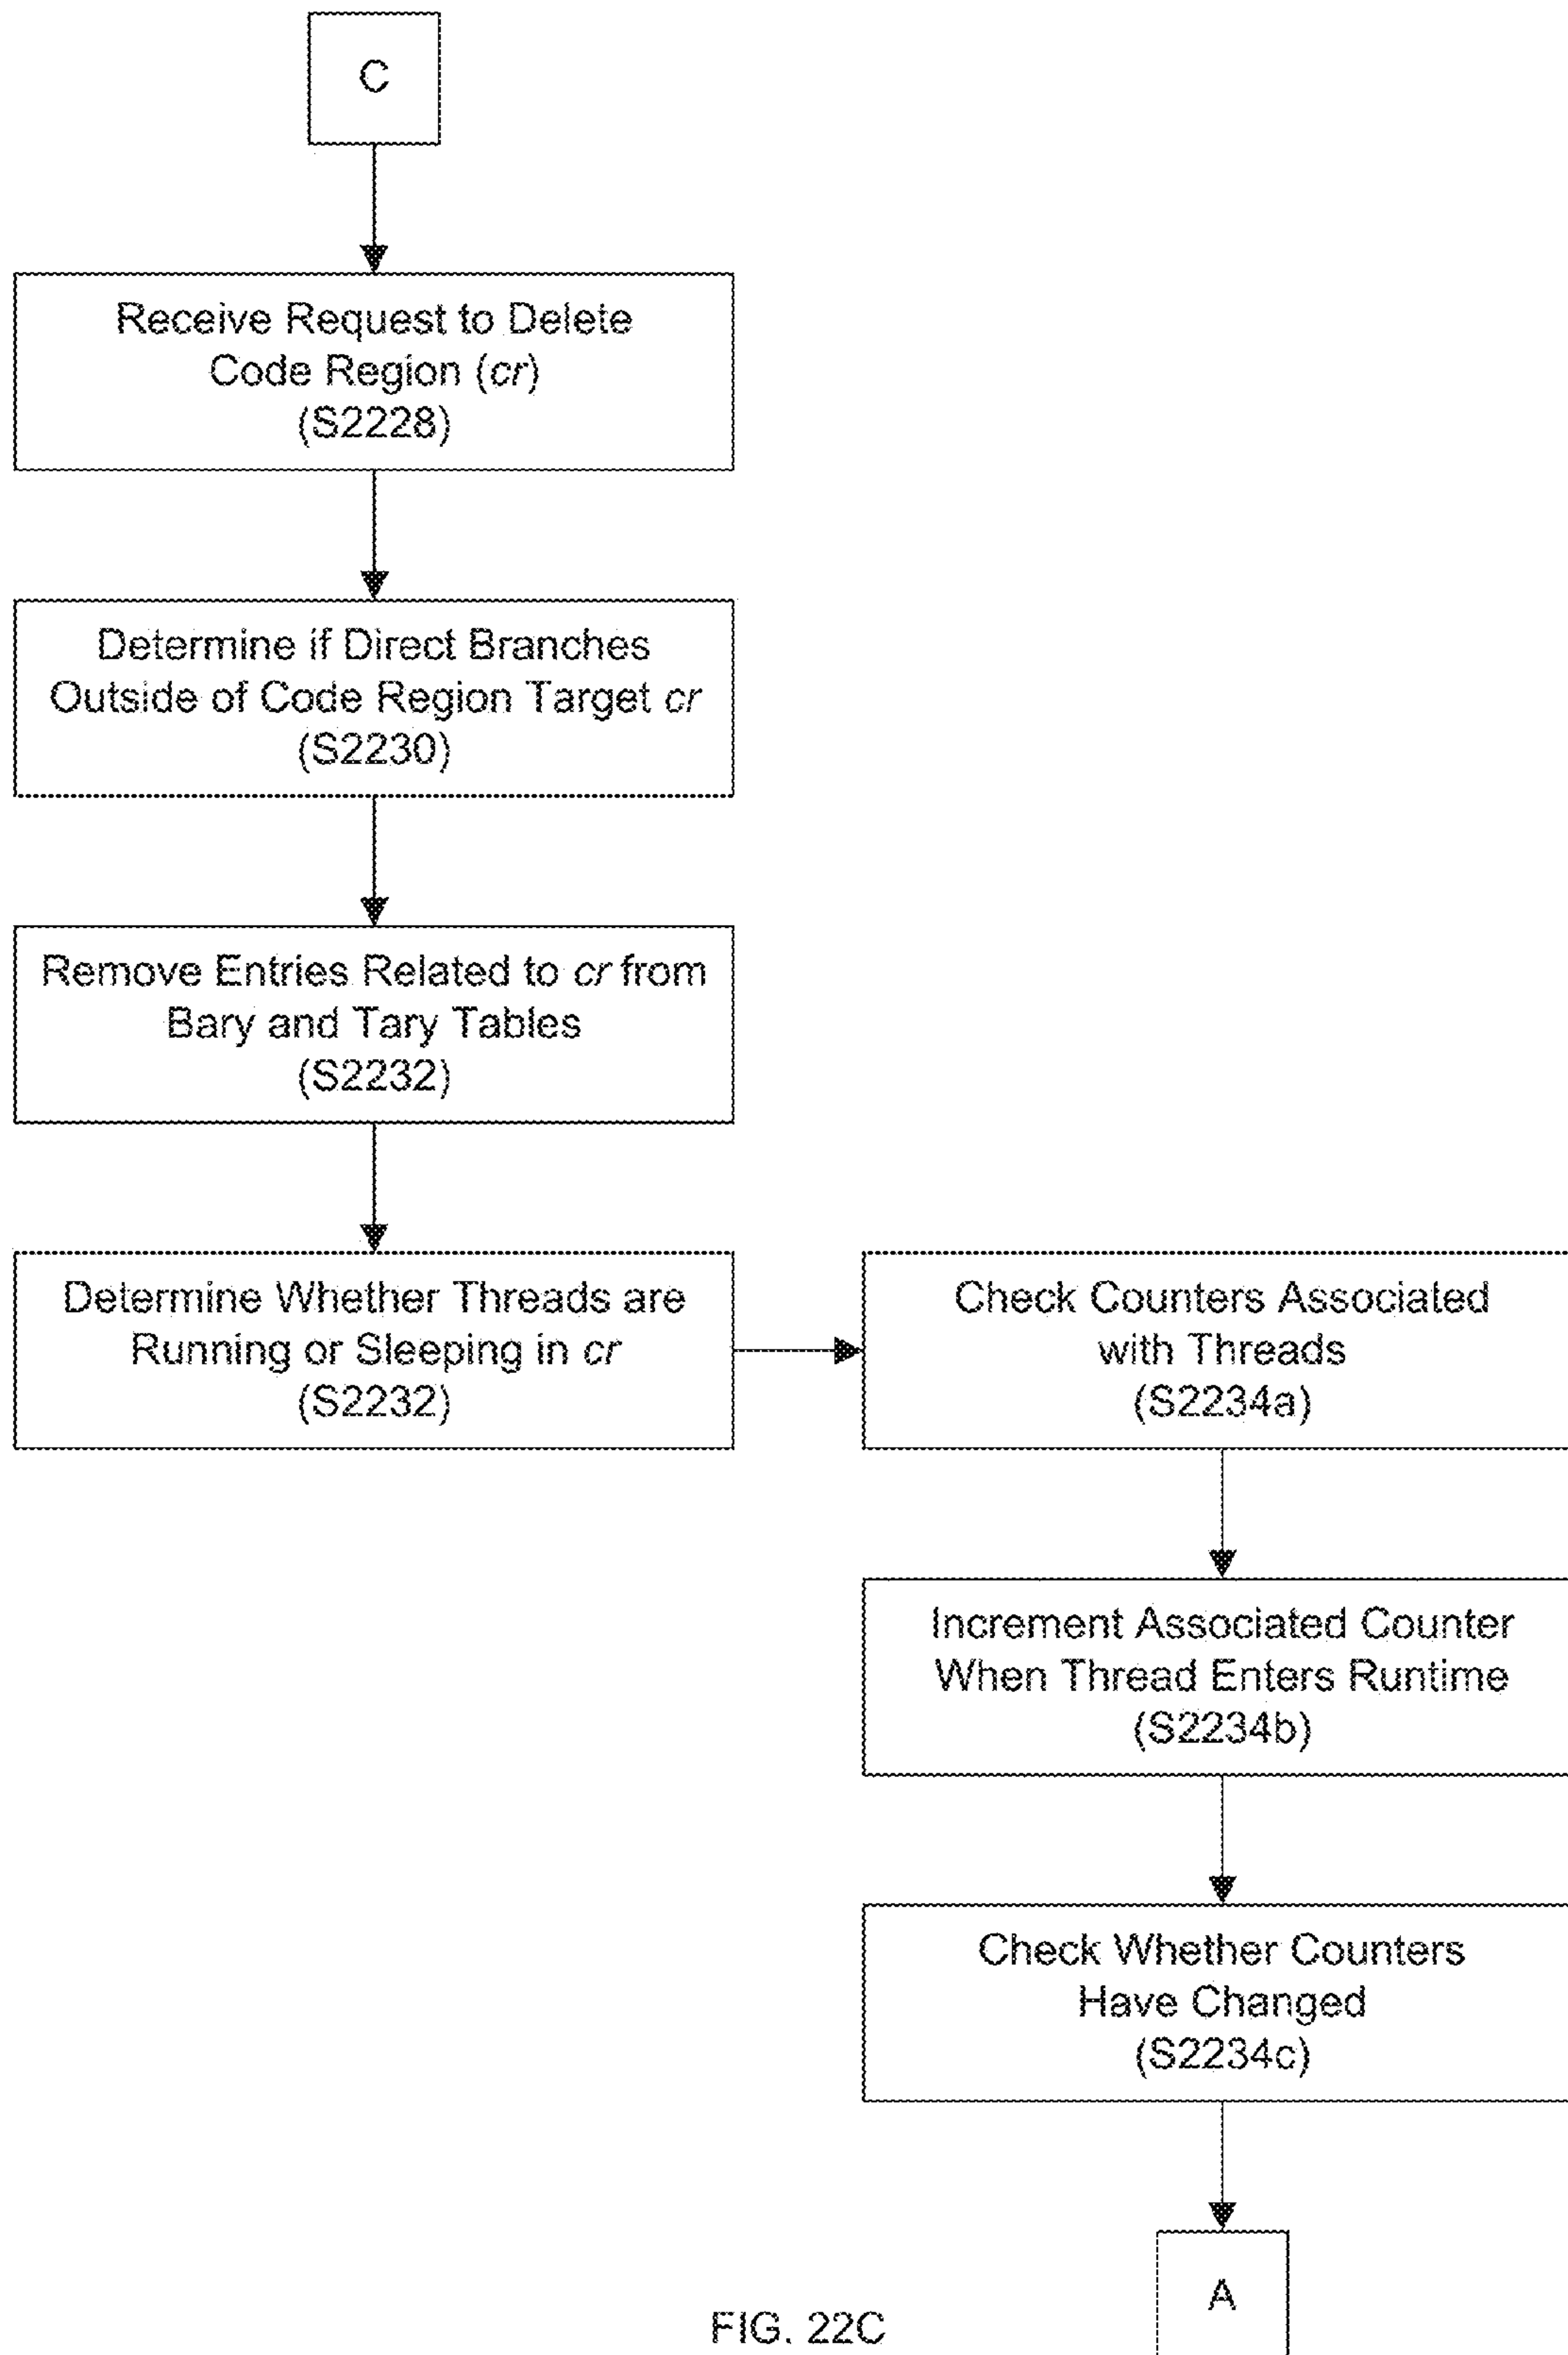 C
Receive Request to Delete
Code Region (cr)
(S2228)
Determine if Direct Branches
Outside of Code Region Target cr
(S2230)
Remove Entries Related to cr from
Bary and Tary Tables
(S2232)
Determine Whether Threads are
Running or Sleeping in cr
(S2232)
Check Counters Associated
with Threads
(S2234a)
Increment Associated Counter
When Thread Enters Runtime
(S2234b)
Check Whether Counters
Have Changed
(S2234c)
A
FIG. 22C